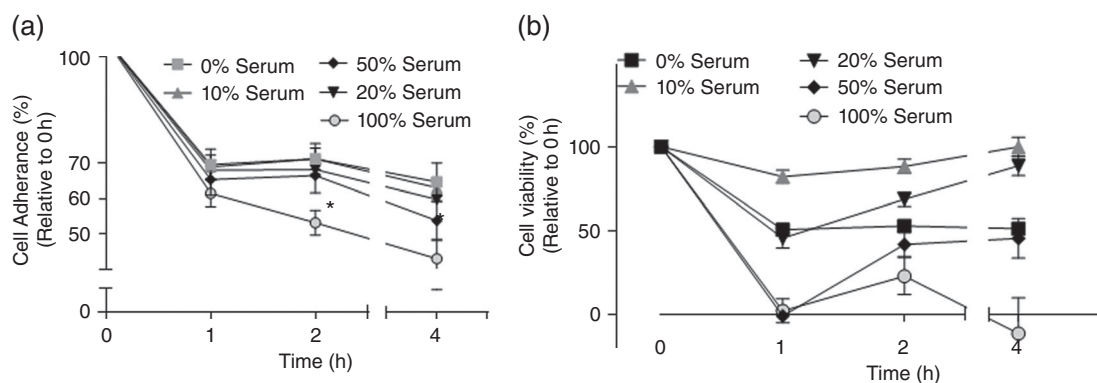 (a)
Cell Adherance (%)
(Relative to 0 h)
100
70
60
50
0
0% Serum
10% Serum
50% Serum
20% Serum
100% Serum
*
*
0
1
2
4
Time (h)
(b)
Cell viability (%)
(Relative to 0 h)
100
50
0
0% Serum
10% Serum
20% Serum
50% Serum
100% Serum
0
1
2
4
Time (h)